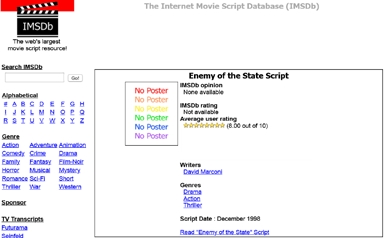 The Internet Movie Script Database (IMSDb)
IMSDb
The web's largest
movie script resource!
Search IMSDb
Go!
Alphabetical
# A B C D E F G H
I J K L M N O P Q
R S T U V W X Y Z
Genre
Action Adventure Animation
Comedy Crime Drama
Family Fantasy Film-Noir
Horror Musical Mystery
Romance Sci-Fi Short
Thriller War Western
Sponsor
TV Transcripts
Futurama
Seinfeld
Enemy of the State Script
No Poster
No Poster
No Poster
No Poster
No Poster
No Poster
IMSDb opinion
None available
IMSDb rating
Not available
Average user rating
(8.00 out of 10)
Writers
David Marconi
Genres
Drama
Action
Thriller
Script Date : December 1998
Read "Enemy of the State" Script